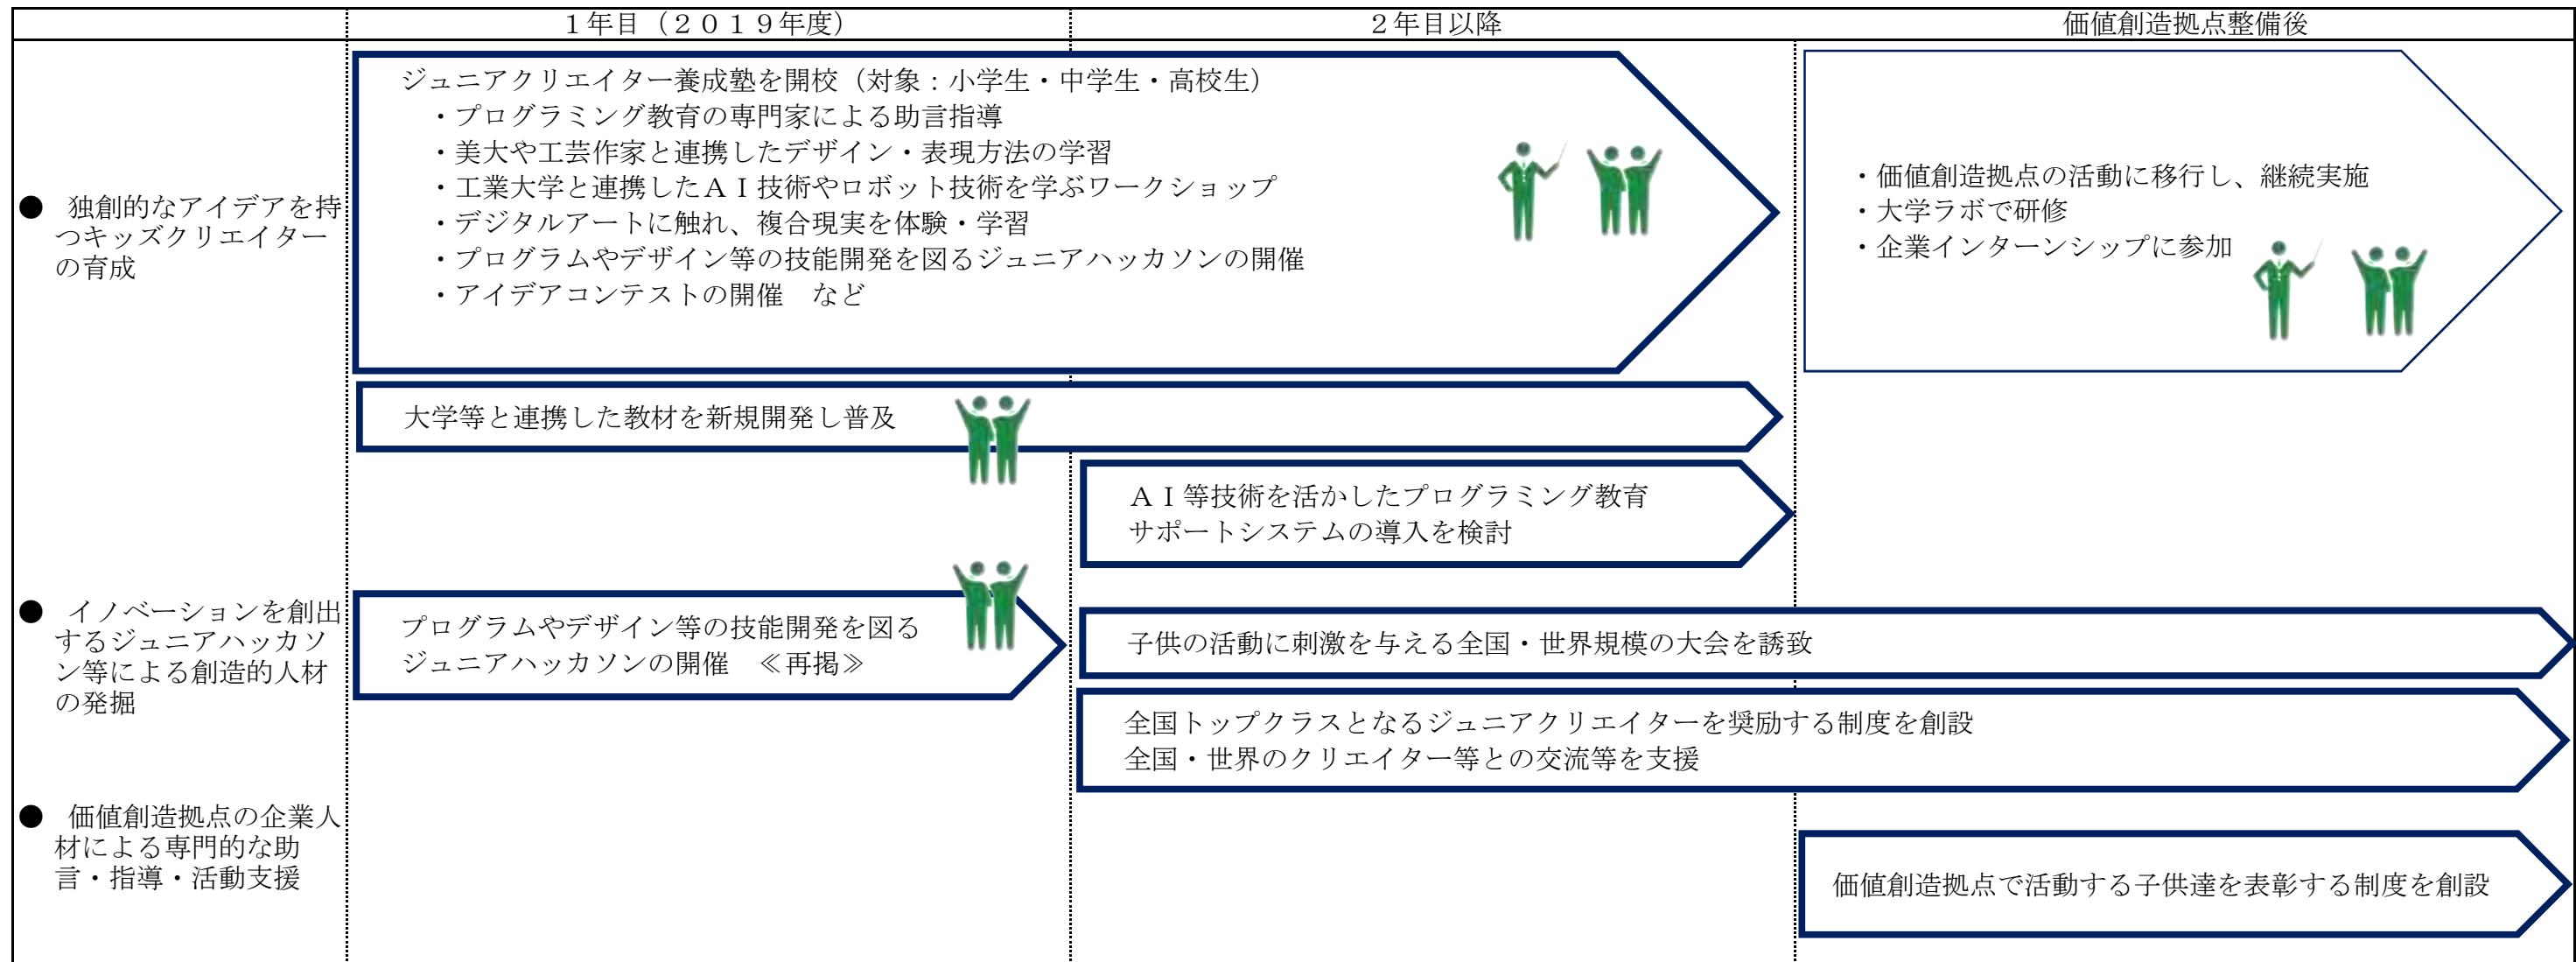 １年目（２０１９年度）
２年目以降
価値創造拠点整備後
● 独創的なアイデアを持
つキッズクリエイター
の育成
ジュニアクリエイター養成塾を開校（対象：小学生・中学生・高校生）
・プログラミング教育の専門家による助言指導
・美大や工芸作家と連携したデザイン・表現方法の学習
・工業大学と連携したＡＩ技術やロボット技術を学ぶワークショップ
・デジタルアートに触れ、複合現実を体験・学習
・プログラムやデザイン等の技能開発を図るジュニアハッカソンの開催
・アイデアコンテストの開催　など
・価値創造拠点の活動に移行し、継続実施
・大学ラボで研修
・企業インターンシップに参加
大学等と連携した教材を新規開発し普及
ＡＩ等技術を活かしたプログラミング教育
サポートシステムの導入を検討
● イノベーションを創出
するジュニアハッカソ
ン等による創造的人材
の発掘
プログラムやデザイン等の技能開発を図る
ジュニアハッカソンの開催　≪再掲≫
子供の活動に刺激を与える全国・世界規模の大会を誘致
全国トップクラスとなるジュニアクリエイターを奨励する制度を創設
全国・世界のクリエイター等との交流等を支援
● 価値創造拠点の企業人
材による専門的な助
言・指導・活動支援
価値創造拠点で活動する子供達を表彰する制度を創設